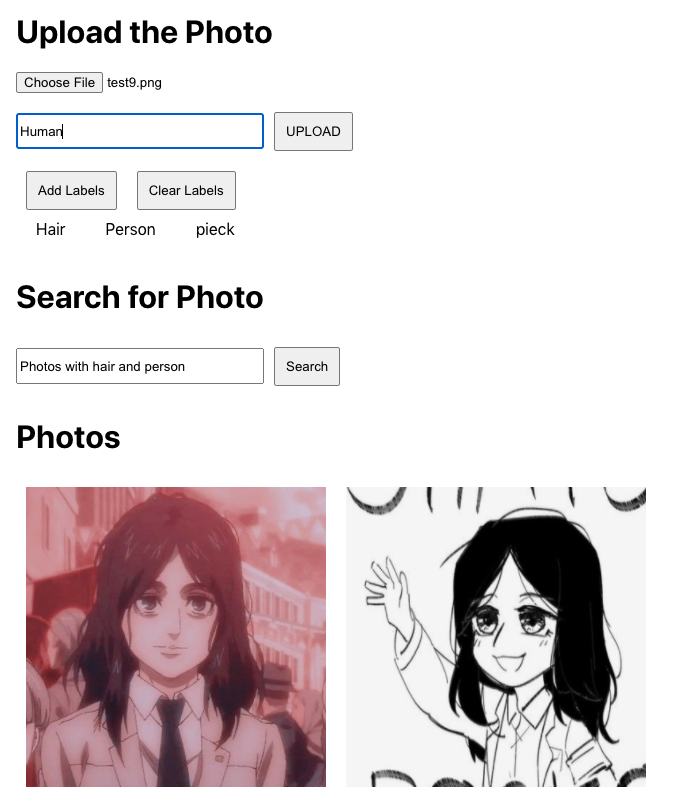 Upload the Photo
Choose File test9.png
Human
UPLOAD
Add Labels Clear Labels
Hair Person pieck
Search for Photo
Photos with hair and person
Search
Photos